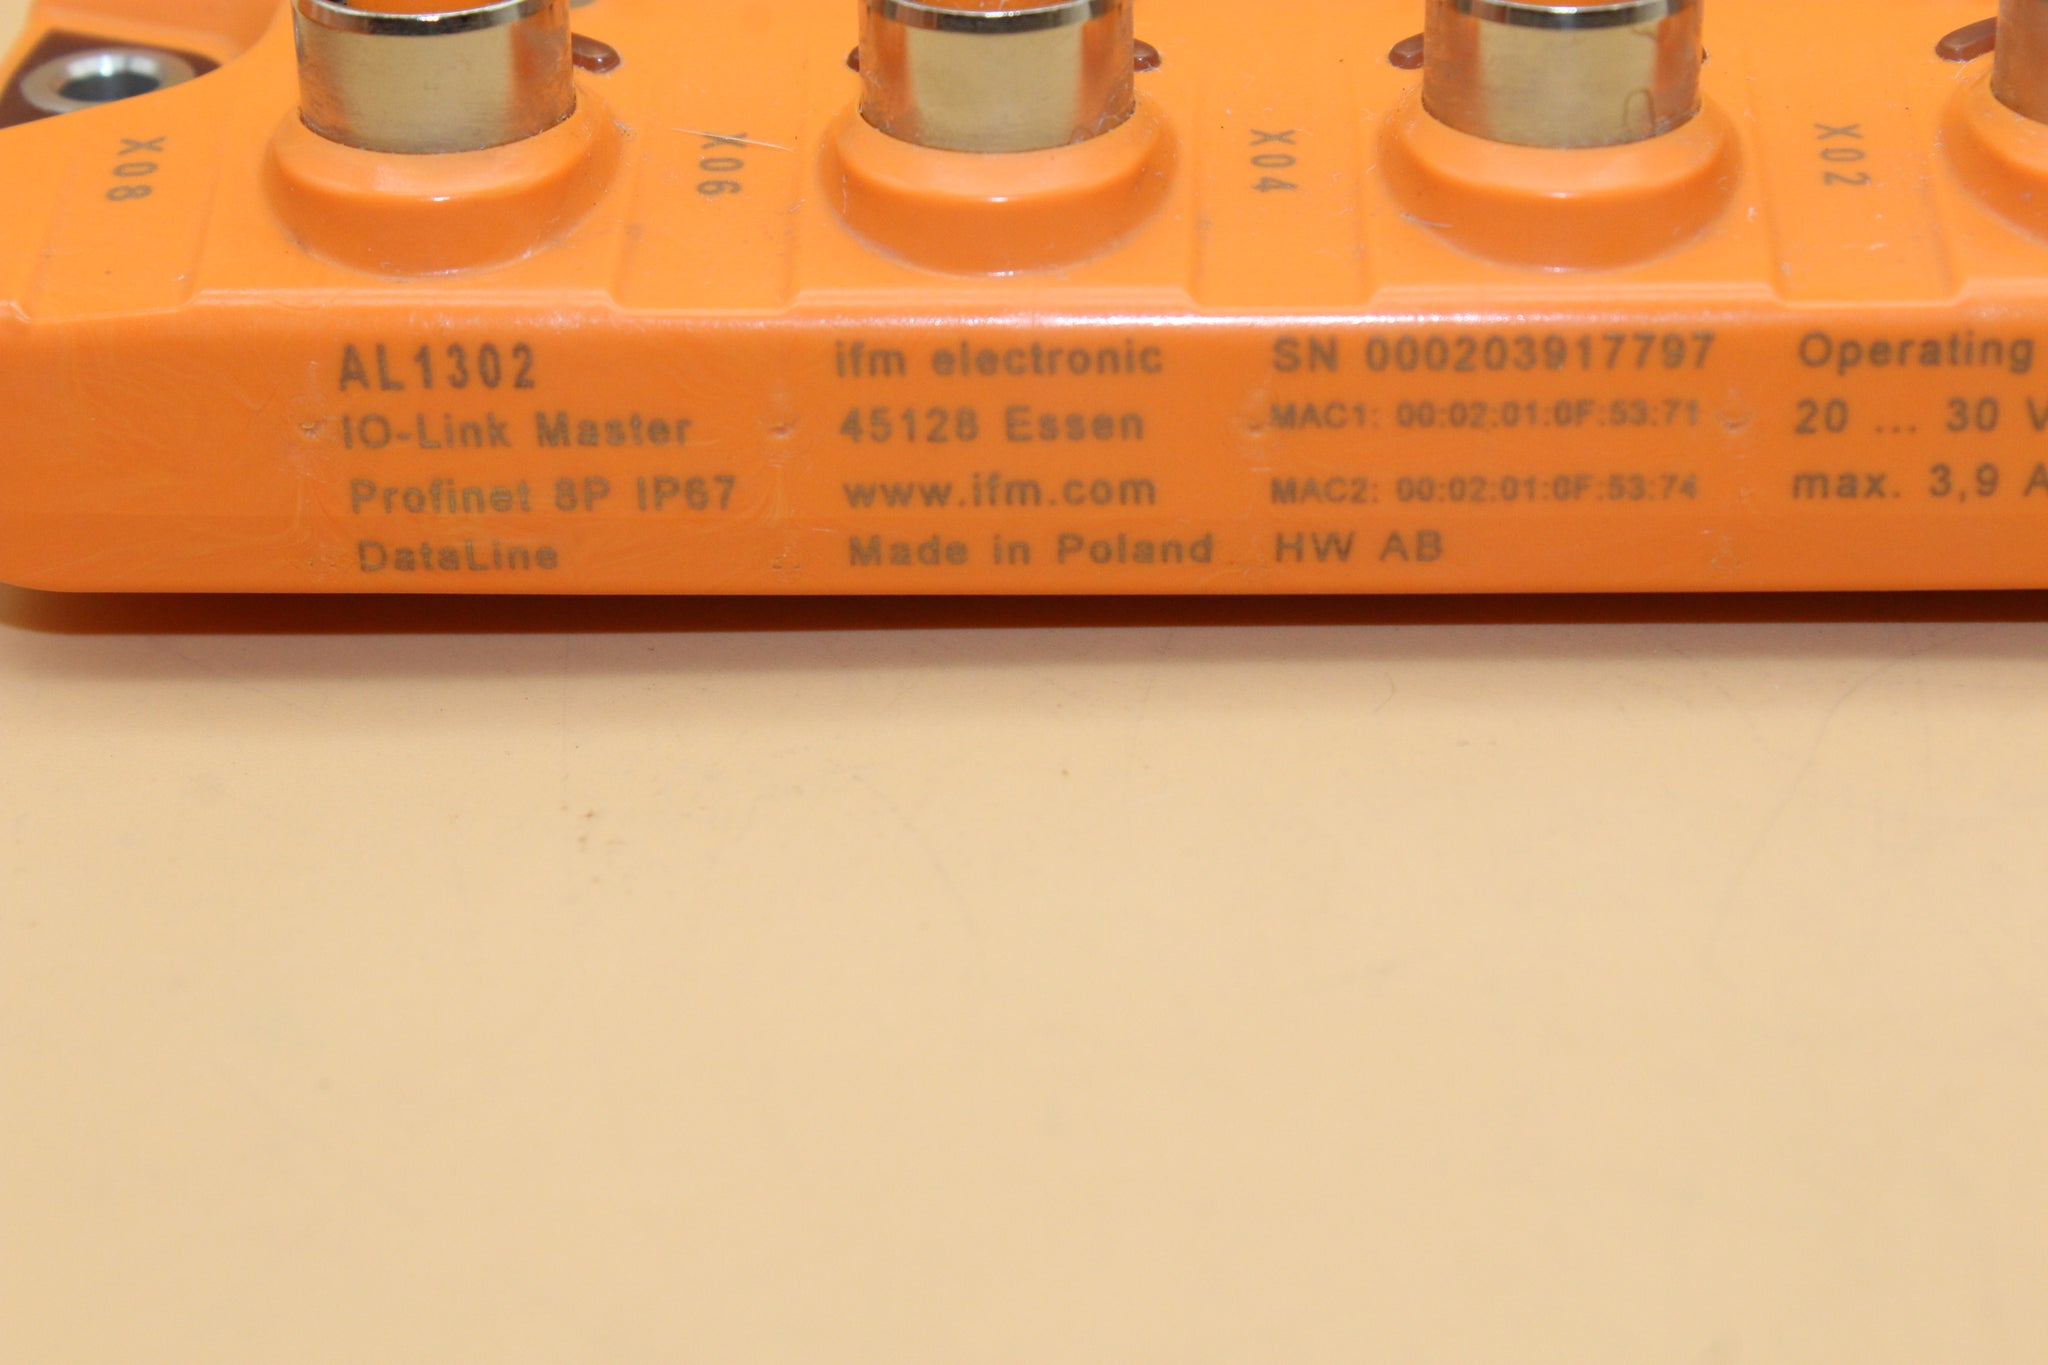 X08
X06
X04
X02
AL1302
IO-Link Master
Profinet 8P IP67
DataLine
ifm electronic
45128 Essen
www.ifm.com
Made in Poland
SN 000203917797
MAC1: 00:02:01:0F:53:71
MAC2: 00:02:01:0F:53:74
HW AB
Operating
20 ... 30 V
max. 3,9 A